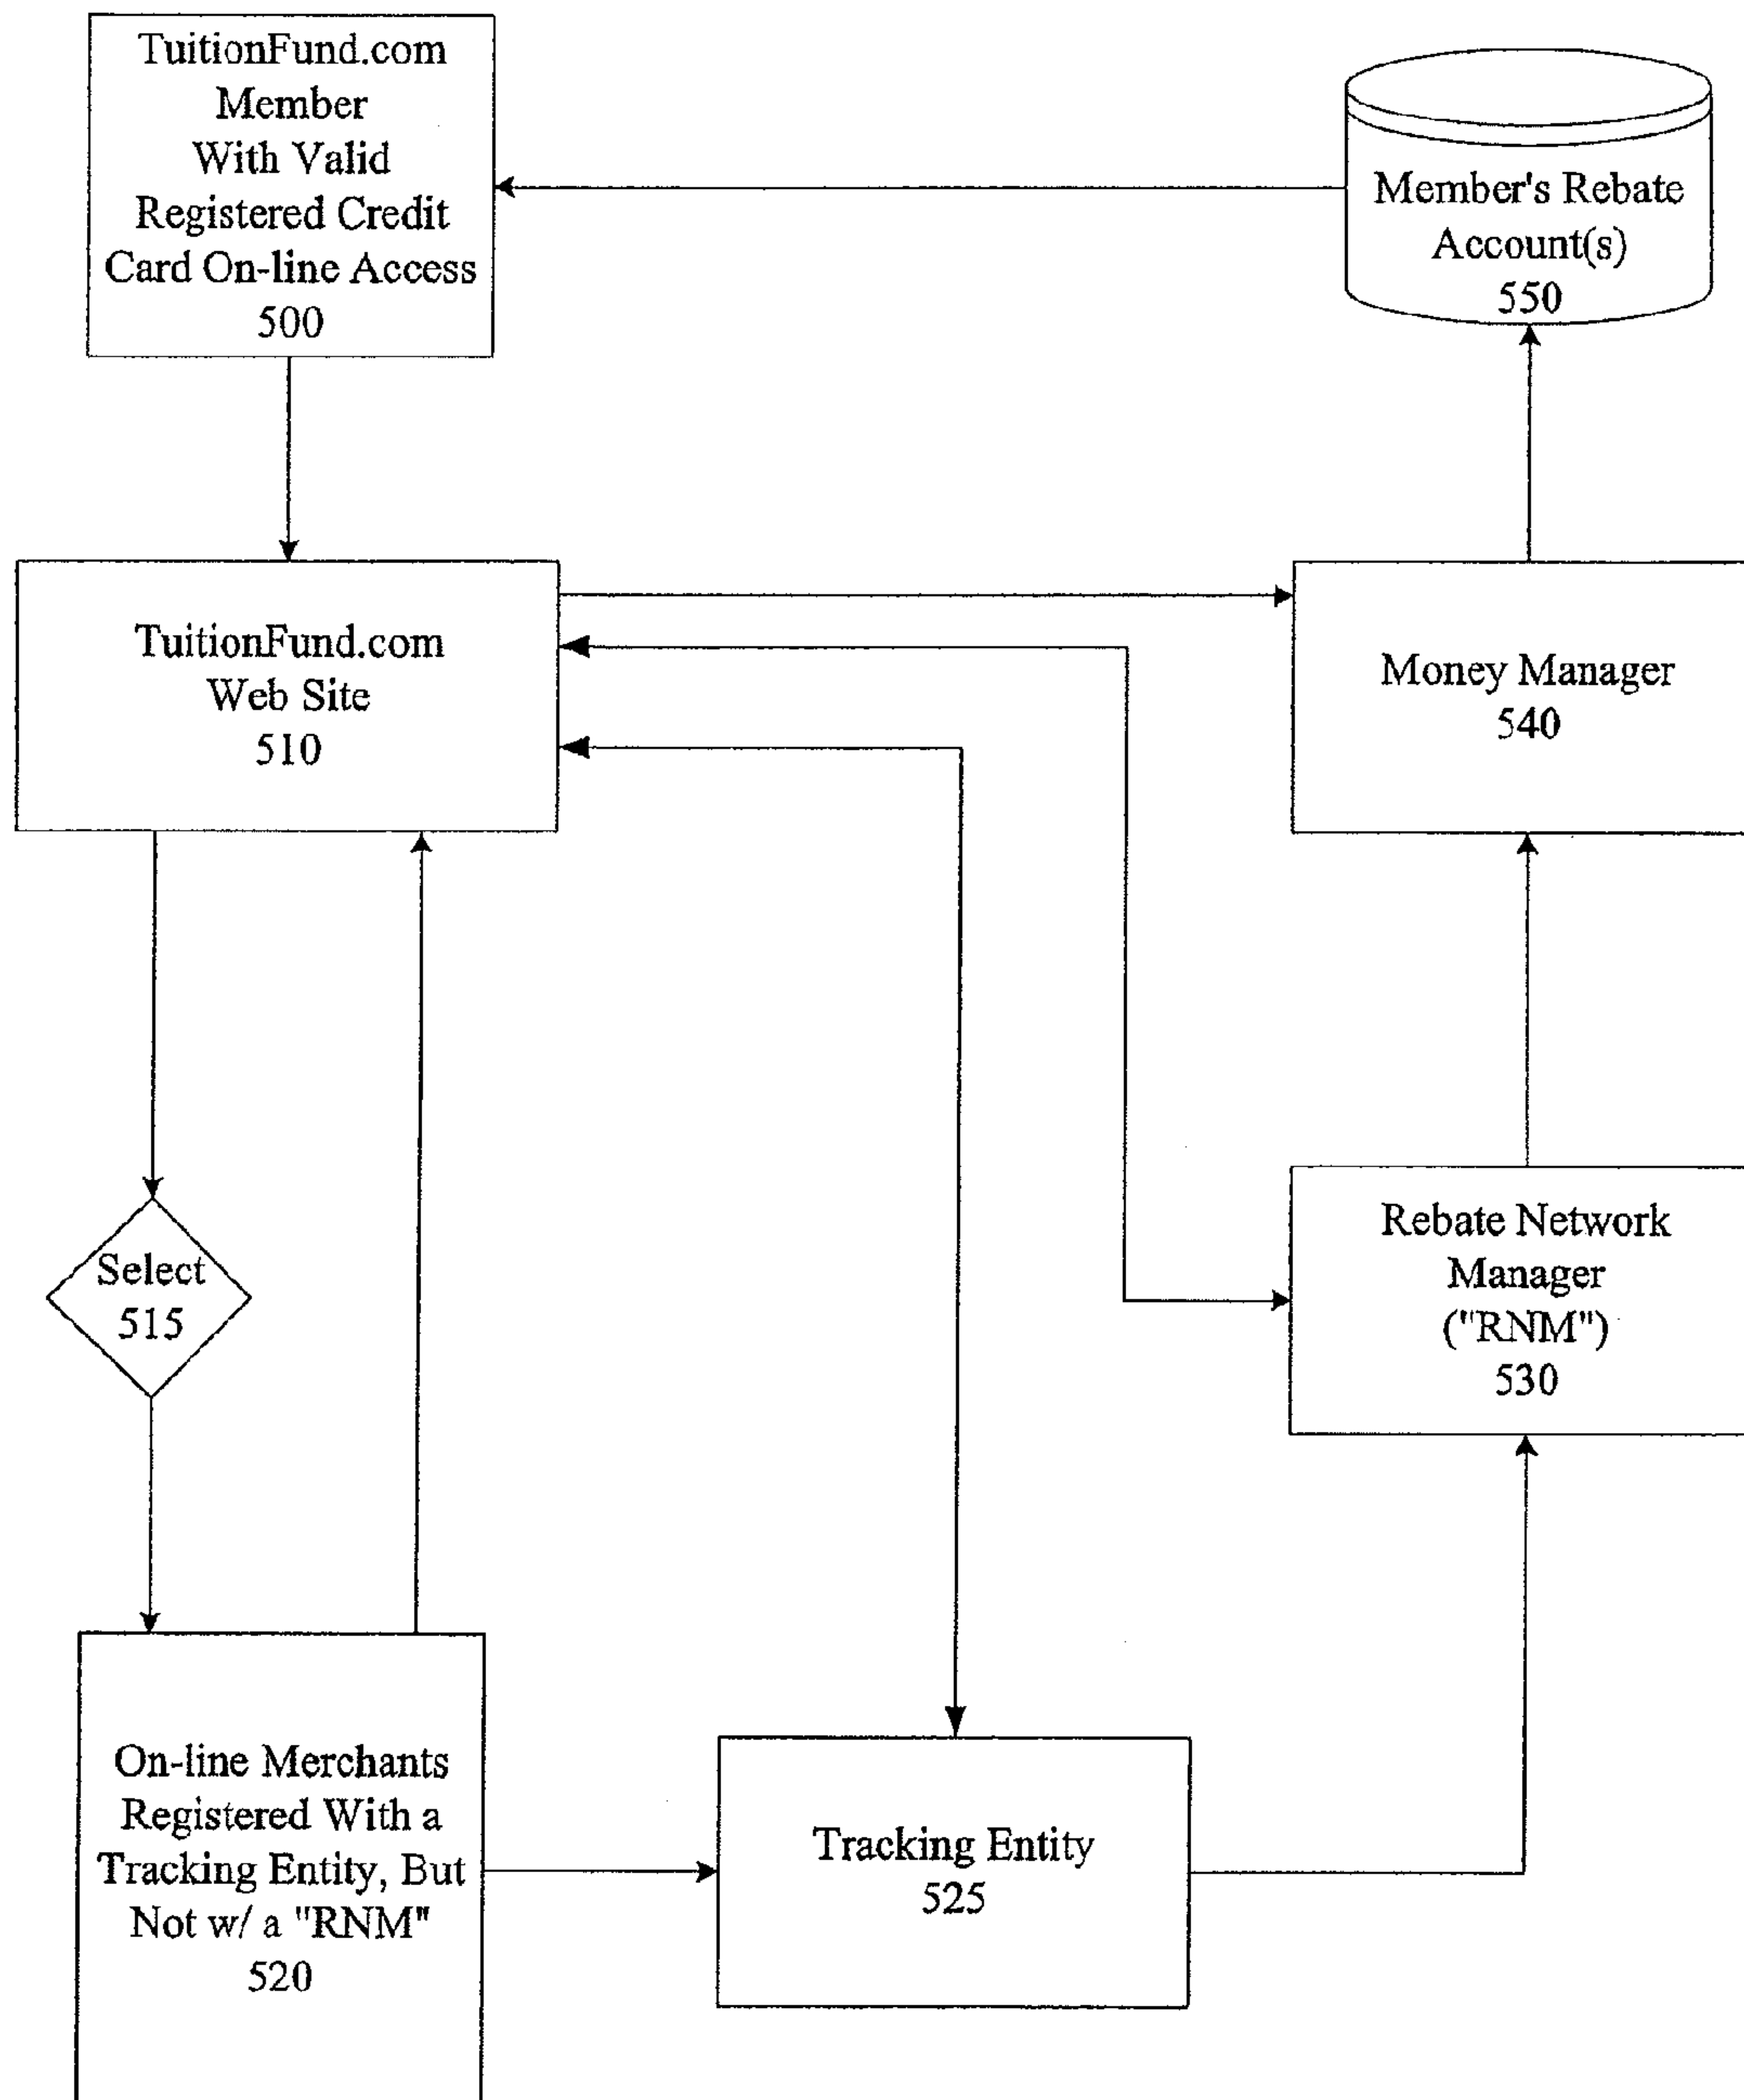 TuitionFund.com
Member
With Valid
Registered Credit
Card On-line Access
500
Member's Rebate
Account(s)
550
TuitionFund.com
Web Site
510
Money Manager
540
Select
515
Rebate Network
Manager
("RNM")
530
On-line Merchants
Registered With a
Tracking Entity, But
Not w/ a "RNM"
520
Tracking Entity
525